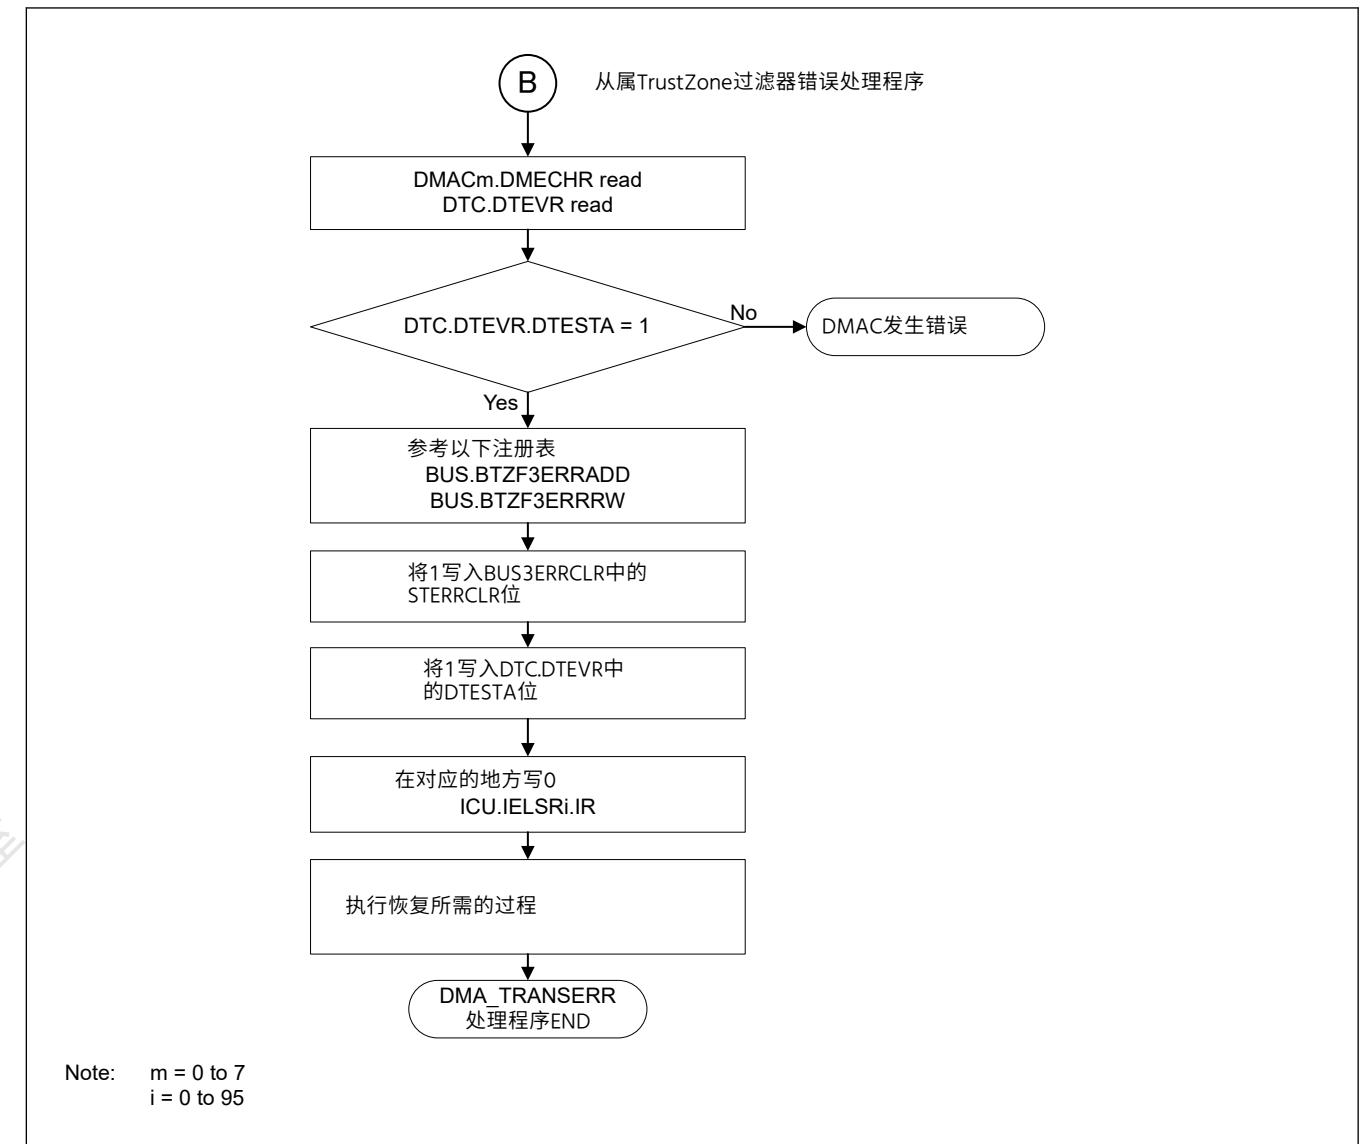 B
从属TrustZone过滤器错误处理程序
DMACm.DMECHR read
DTC.DTEVR read
DTC.DTEVR.DTESTA = 1
No
DMAC发生错误
Yes
参考以下注册表
BUS.BTZF3ERRADD
BUS.BTZF3ERRRW
将1写入BUS3ERRCLR中的
STERRCLR位
将1写入DTC.DTEVR中
的DTESTA位
在对应的地方写0
ICU.IELSRi.IR
执行恢复所需的过程
DMA_TRANSERR
处理程序END
Note: m = 0 to 7
i = 0 to 95